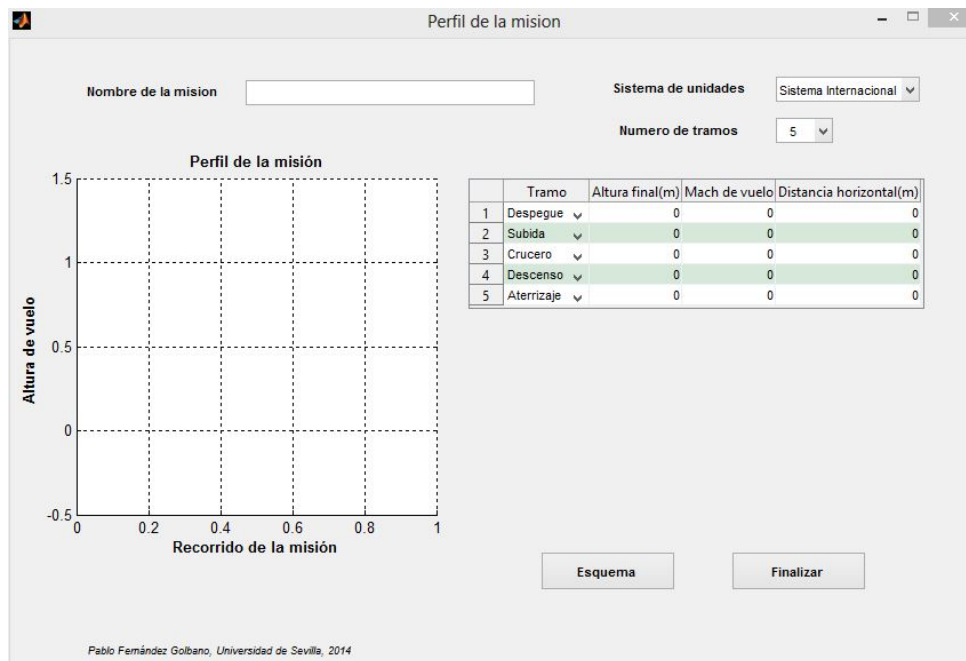 Perfil de la mision
Nombre de la mision
Sistema de unidades
Sistema Internacional
Numero de tramos
5
Perfil de la misión
1.5
1
0.5
0
-0.5
Altura de vuelo
0 0.2 0.4 0.6 0.8 1
Recorrido de la misión
Tramo Altura final(m) Mach de vuelo Distancia horizontal(m)
1 Despegue 0 0 0
2 Subida 0 0 0
3 Crucero 0 0 0
4 Descenso 0 0 0
5 Aterrizaje 0 0 0
Esquema
Finalizar
Pablo Fernández Golbano, Universidad de Sevilla, 2014